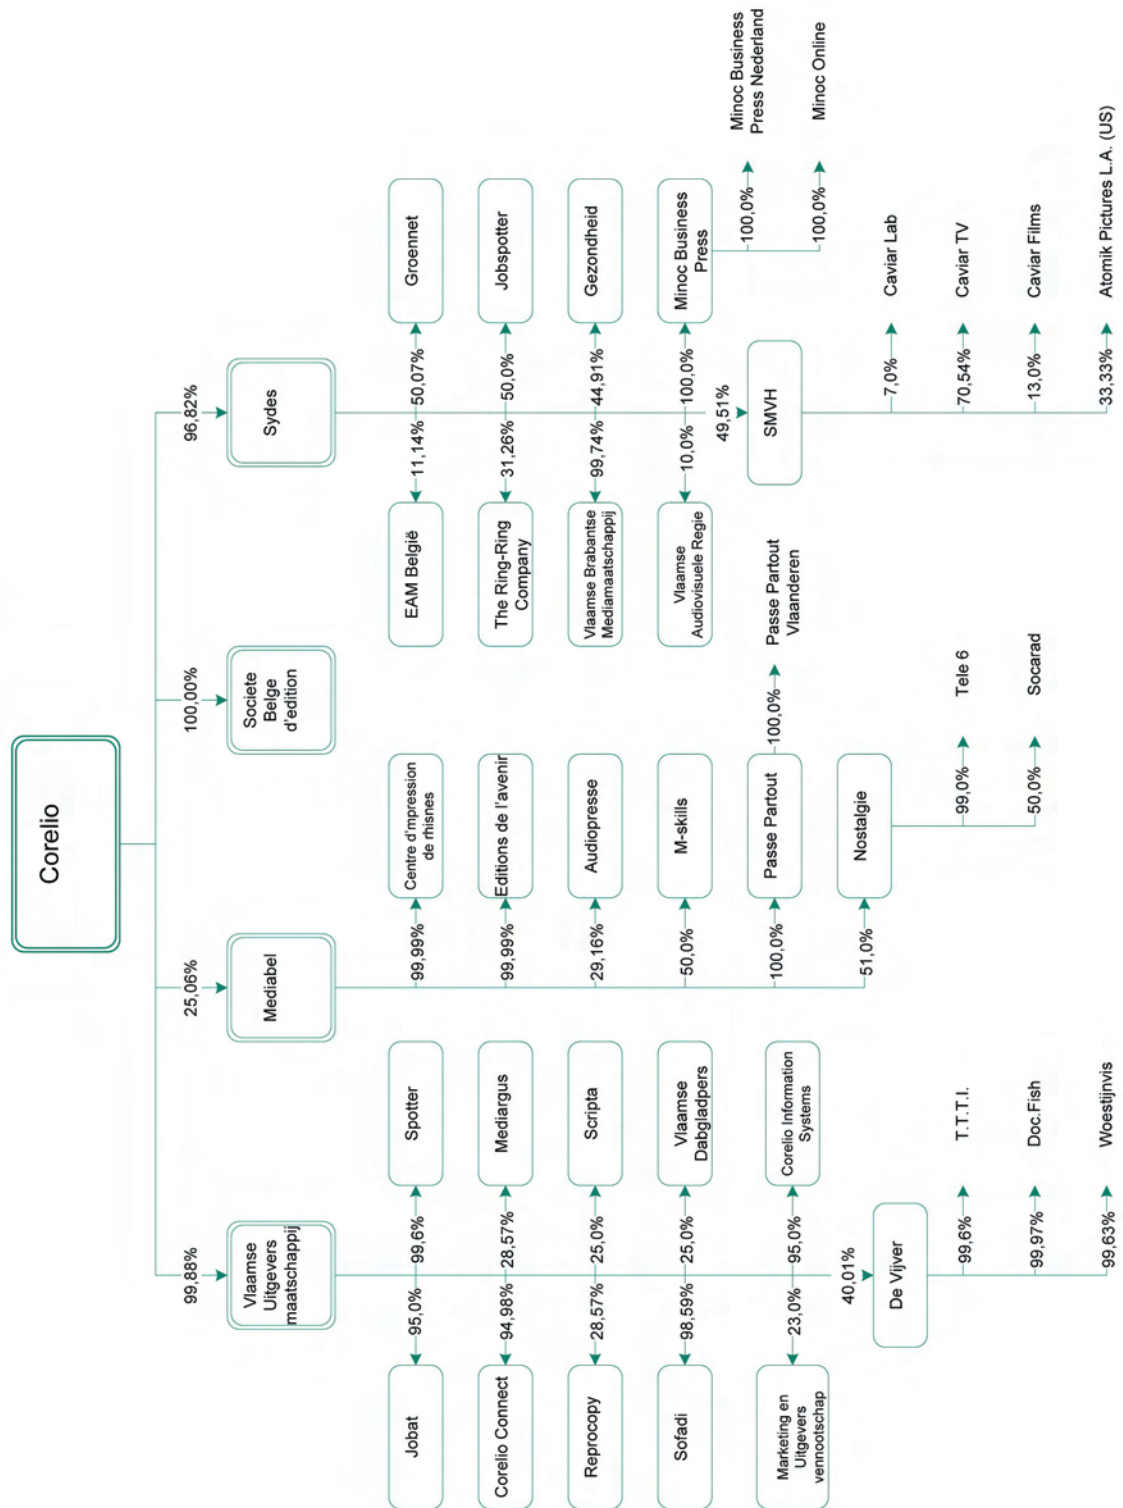 Corelio
99,88%
25,06%
100,00%
96,82%
Vlaamse
Uitgevers
maatschappij
Mediabel
Societe
Belge
d'edition
Sydes
Jobat
95,0%
99,6%
Spotter
Corelio Connect
94,98%
28,57%
Mediargus
Reprocopy
28,57%
25,0%
Scripta
Sofadi
98,59%
25,0%
Vlaamse
Dabgladpers
Marketing en
Uitgevers
vennootschap
23,0%
95,0%
Corelio Information
Systems
40,01%
De Vijver
99,6%
T.T.T.I.
99,97%
Doc.Fish
99,63%
Woestijnvis
99,99%
Centre d'mpression
de rhisnes
99,99%
Editions de l'avenir
29,16%
Audiopresse
50,0%
M-skills
100,0%
Passe Partout
100,0%
Passe Partout
Vlaanderen
51,0%
Nostalgie
99,0%
Tele 6
50,0%
Socarad
EAM België
11,14%
50,07%
Groennet
The Ring-Ring
Company
31,26%
50,0%
Jobspotter
Vlaamse Brabantse
Mediamaatschappij
99,74%
44,91%
Gezondheid
Vlaamse
Audiovisuele Regie
10,0%
100,0%
Minoc Business
Press
100,0%
Minoc Business
Press Nederland
100,0%
Minoc Online
49,51%
SMVH
7,0%
Caviar Lab
70,54%
Caviar TV
13,0%
Caviar Films
33,33%
Atomik Pictures L.A. (US)